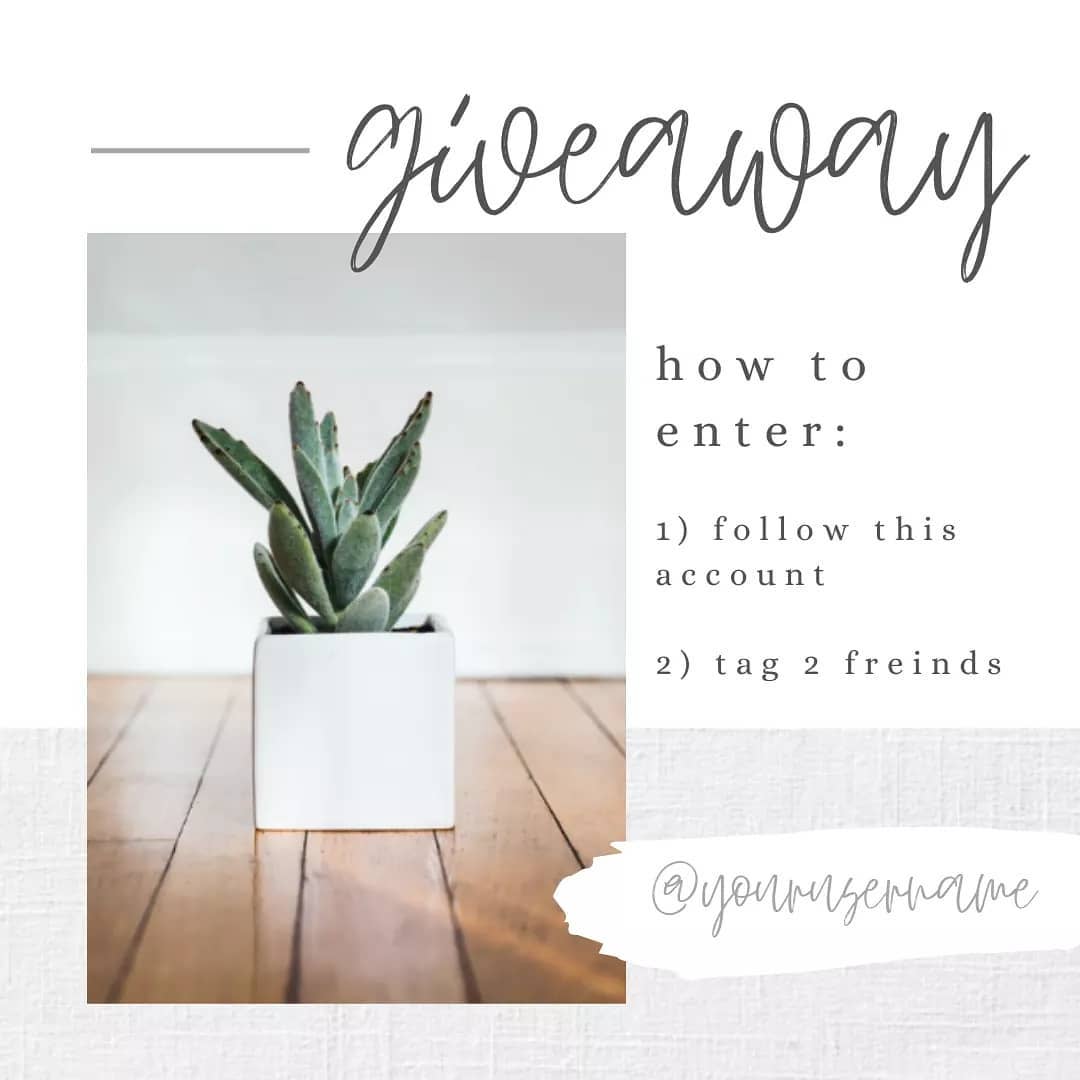 giveaway
how to
enter:
1) follow this
account
2) tag 2 freinds
@yourusername